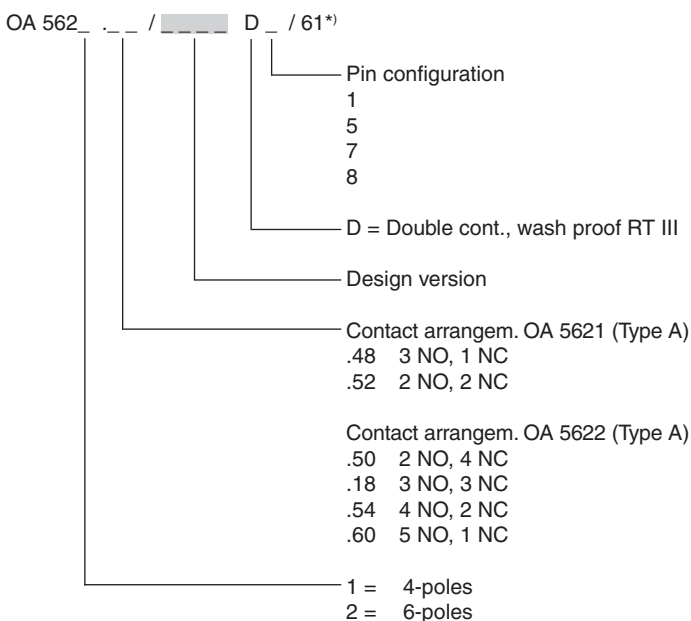 OA 562_ ._ _ / _ _ _ _ D _ / 61*)
Pin configuration
1
5
7
8
D = Double cont., wash proof RT III
Design version
Contact arrangem. OA 5621 (Type A)
.48 3 NO, 1 NC
.52 2 NO, 2 NC
Contact arrangem. OA 5622 (Type A)
.50 2 NO, 4 NC
.18 3 NO, 3 NC
.54 4 NO, 2 NC
.60 5 NO, 1 NC
1 = 4-poles
2 = 6-poles